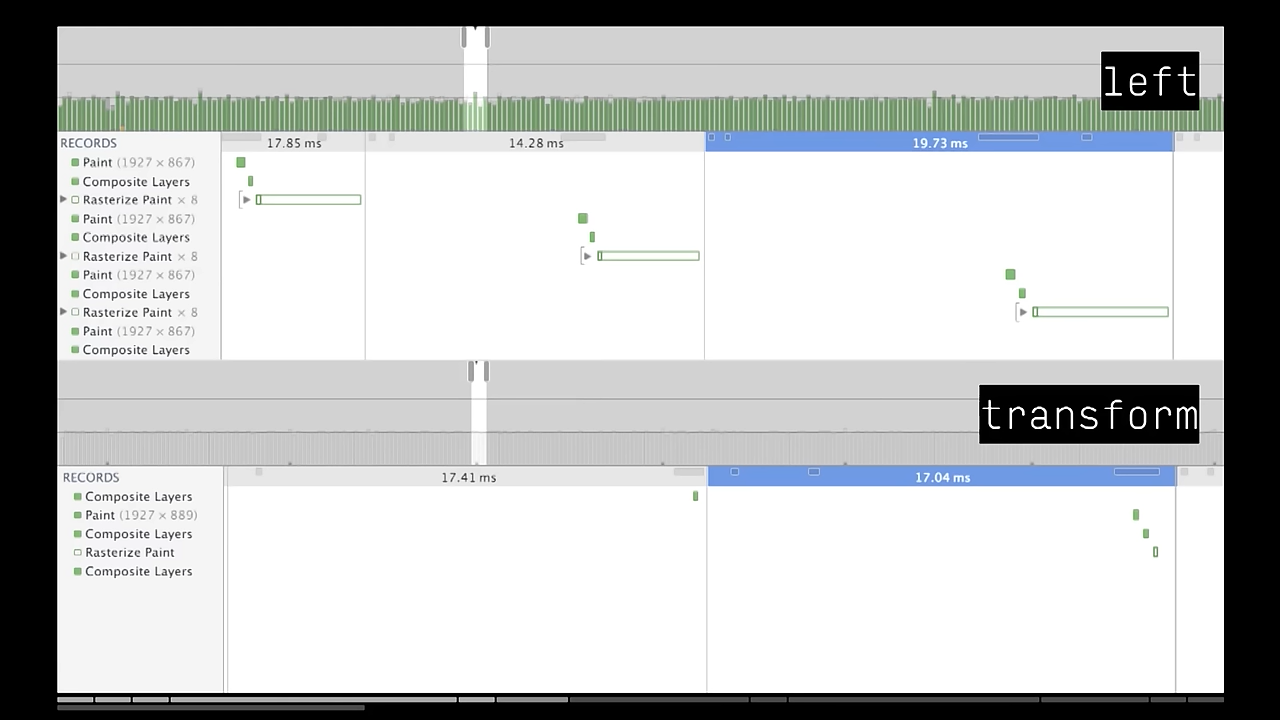 left
RECORDS 17.85 ms 14.28 ms 19.73 ms
Paint (1927 × 867)
Composite Layers
Rasterize Paint × 8
Paint (1927 × 867)
Composite Layers
Rasterize Paint × 8
Paint (1927 × 867)
Composite Layers
Rasterize Paint × 8
Paint (1927 × 867)
Composite Layers
transform
RECORDS 17.41 ms 17.04 ms
Composite Layers
Paint (1927 × 889)
Composite Layers
Rasterize Paint
Composite Layers